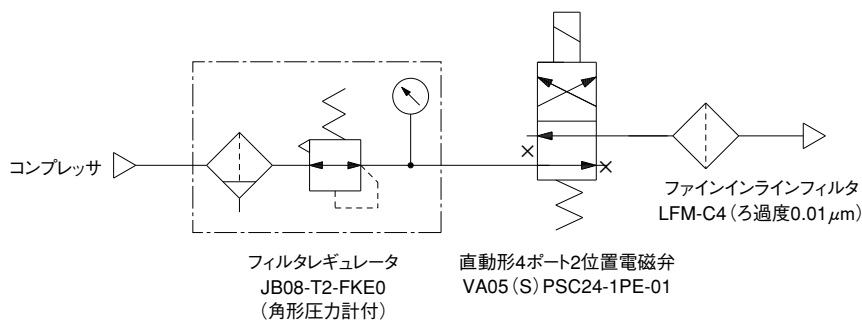 コンプレッサ
フィルタレギュレータ
JB08-T2-FKE0
（角形圧力計付）
直動形4ポート2位置電磁弁
VA05（S）PSC24-1PE-01
ファインインラインフィルタ
LFM-C4（ろ過度0.01μm）